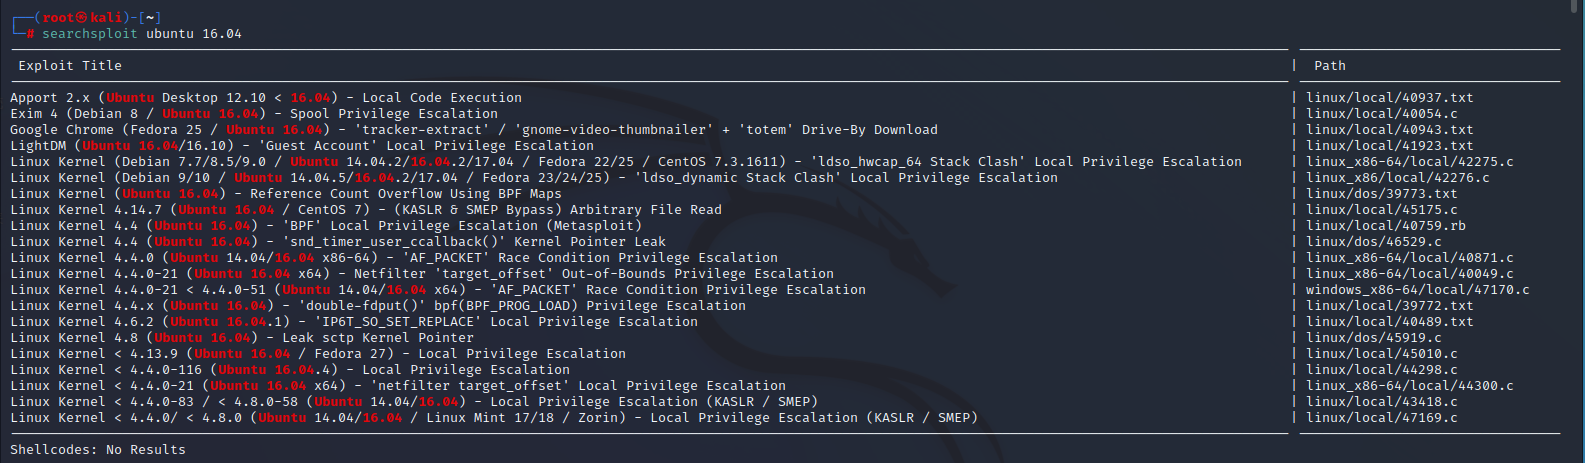 ┌──(root㉿kali)-[~]
└─# searchsploit ubuntu 16.04
Exploit Title | Path
Apport 2.x (Ubuntu Desktop 12.10 < 16.04) - Local Code Execution | linux/local/40937.txt
Exim 4 (Debian 8 / Ubuntu 16.04) - Spool Privilege Escalation | linux/local/40054.c
Google Chrome (Fedora 25 / Ubuntu 16.04) - 'tracker-extract' / 'gnome-video-thumbnailer' + 'totem' Drive-By Download | linux/local/40943.txt
LightDM (Ubuntu 16.04/16.10) - 'Guest Account' Local Privilege Escalation | linux/local/41923.txt
Linux Kernel (Debian 7.7/8.5/9.0 / Ubuntu 14.04.2/16.04.2/17.04 / Fedora 22/25 / CentOS 7.3.1611) - 'ldso_hwcap_64 Stack Clash' Local Privilege Escalation | linux_x86-64/local/42275.c
Linux Kernel (Debian 9/10 / Ubuntu 14.04.5/16.04.2/17.04 / Fedora 23/24/25) - 'ldso_dynamic Stack Clash' Local Privilege Escalation | linux_x86/local/42276.c
Linux Kernel (Ubuntu 16.04) - Reference Count Overflow Using BPF Maps | linux/dos/39773.txt
Linux Kernel 4.14.7 (Ubuntu 16.04 / CentOS 7) - (KASLR & SMEP Bypass) Arbitrary File Read | linux/local/45175.c
Linux Kernel 4.4 (Ubuntu 16.04) - 'BPF' Local Privilege Escalation (Metasploit) | linux/local/40759.rb
Linux Kernel 4.4 (Ubuntu 16.04) - 'snd_timer_user_ccallback()' Kernel Pointer Leak | linux/dos/46529.c
Linux Kernel 4.4.0 (Ubuntu 14.04/16.04 x86-64) - 'AF_PACKET' Race Condition Privilege Escalation | linux_x86-64/local/40871.c
Linux Kernel 4.4.0-21 (Ubuntu 16.04 x64) - Netfilter 'target_offset' Out-of-Bounds Privilege Escalation | linux_x86-64/local/40049.c
Linux Kernel 4.4.0-21 < 4.4.0-51 (Ubuntu 14.04/16.04 x64) - 'AF_PACKET' Race Condition Privilege Escalation | windows_x86-64/local/47170.c
Linux Kernel 4.4.x (Ubuntu 16.04) - 'double-fdput()' bpf(BPF_PROG_LOAD) Privilege Escalation | linux/local/39772.txt
Linux Kernel 4.6.2 (Ubuntu 16.04.1) - 'IP6T_SO_SET_REPLACE' Local Privilege Escalation | linux/local/40489.txt
Linux Kernel 4.8 (Ubuntu 16.04) - Leak sctp Kernel Pointer | linux/dos/45919.c
Linux Kernel < 4.13.9 (Ubuntu 16.04 / Fedora 27) - Local Privilege Escalation | linux/local/45010.c
Linux Kernel < 4.4.0-116 (Ubuntu 16.04.4) - Local Privilege Escalation | linux/local/44298.c
Linux Kernel < 4.4.0-21 (Ubuntu 16.04 x64) - 'netfilter target_offset' Local Privilege Escalation | linux_x86-64/local/44300.c
Linux Kernel < 4.4.0-83 / < 4.8.0-58 (Ubuntu 14.04/16.04) - Local Privilege Escalation (KASLR / SMEP) | linux/local/43418.c
Linux Kernel < 4.4.0/ < 4.8.0 (Ubuntu 14.04/16.04 / Linux Mint 17/18 / Zorin) - Local Privilege Escalation (KASLR / SMEP) | linux/local/47169.c
Shellcodes: No Results